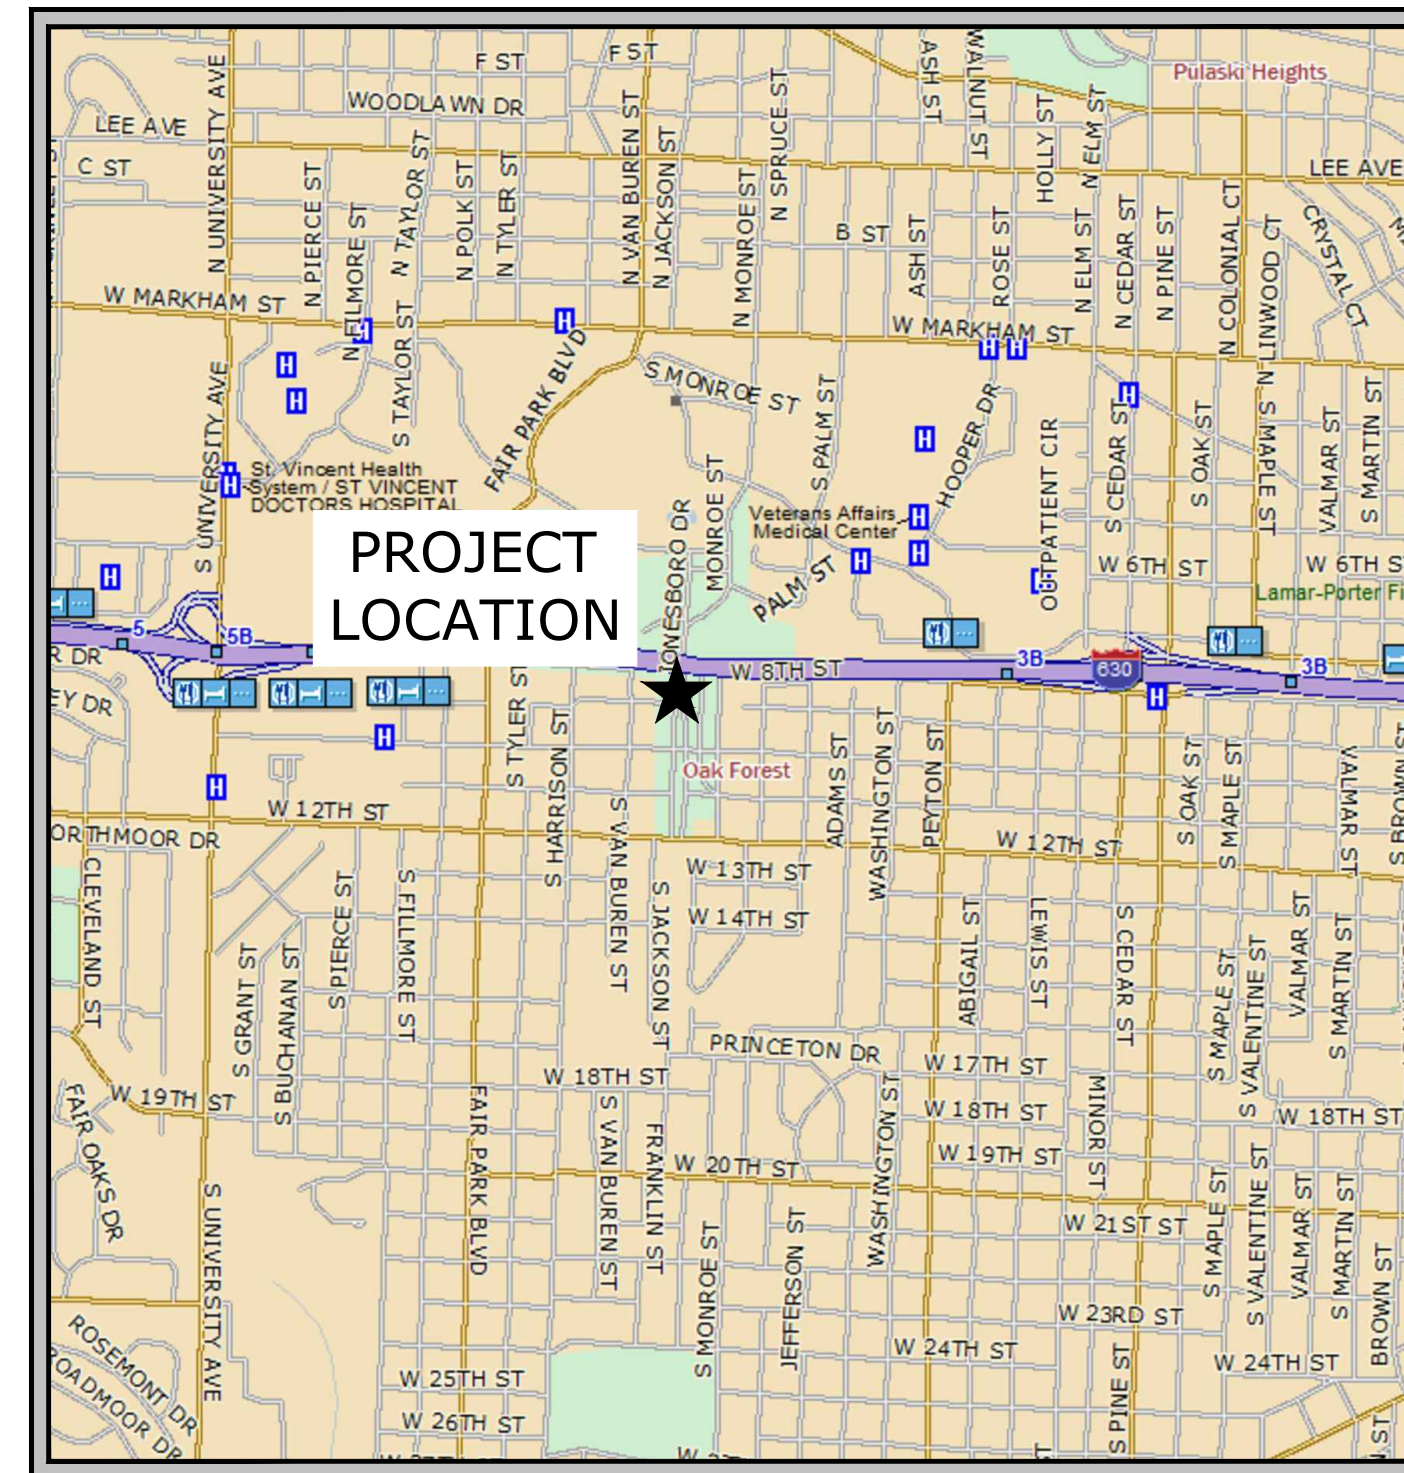 F ST
F ST
ASH ST
WALNUT ST
Pulaski Heights
N UNIVERSITY AVE
WOODLAWN DR
N VAN BUREN ST
N JACKSON ST
N SPRUCE ST
HOLLY ST
N ELM ST
LEE AVE
C ST
LEE AVE
N PIERCE ST
N FILMORE ST
N TAYLOR ST
N POLK ST
N TYLER ST
N MONROE ST
B ST
ASH ST
ROSE ST
N ELM ST
N CEDAR ST
N PINE ST
N COLONIAL CT
N LINWOOD CT
CRYSTAL CT
W MARKHAM ST
W MARKHAM ST
H
H
H
H
H
H
H
H
S UNIVERSITY AVE
S TAYLOR ST
FAIR PARK BLVD
S MONROE ST
S PALM ST
H
HOOPER DR
OUTPATIENT CIR
S CEDAR ST
S OAK ST
S MAPLE ST
VALMAR ST
S MARTIN ST
H
St. Vincent Health
System / ST VINCENT
DOCTORS HOSPITAL
JONESBORO DR
MONROE ST
Veterans Affairs
Medical Center
H
H
H
PALM ST
W 6TH ST
W 6TH S
Lamar-Porter Fi
H
PROJECT
LOCATION
5
5B
W 8TH ST
3B
630
3B
R DR
EY DR
H
H
H
S TYLER ST
S HARRISON ST
Oak Forest
ADAMS ST
WASHINGTON ST
PEYTON ST
S OAK ST
S MAPLE ST
VALMAR ST
S BROWN ST
W 12TH ST
W 12TH ST
ORTHMOOR DR
CLEVELAND ST
S VAN BUREN ST
S JACKSON ST
W 13TH ST
W 14TH ST
S PIERCE ST
S FILLMORE ST
S GRANT ST
S BUCHANAN ST
ABIGAIL ST
LEWIS ST
S CEDAR ST
S MAPLE ST
S VALENTINE ST
VALMAR ST
S MARTIN ST
PRINCETON DR
W 17TH ST
W 18TH ST
W 18TH ST
W 18TH ST
W 19TH ST
W 19TH ST
FAIR OAKS DR
FAIR PARK BLVD
S VAN BUREN ST
FRANKLIN ST
W 20TH ST
WASHINGTON ST
MINOR ST
S UNIVERSITY AVE
S MONROE ST
JEFFERSON ST
W 21ST ST
S MAPLE ST
S VALENTINE ST
VALMAR ST
S MARTIN ST
BROWN ST
W 23RD ST
W 24TH ST
W 24TH ST
ROSEMONT DR
OADMOOR DR
W 25TH ST
W 26TH ST
S PINE ST
N ST